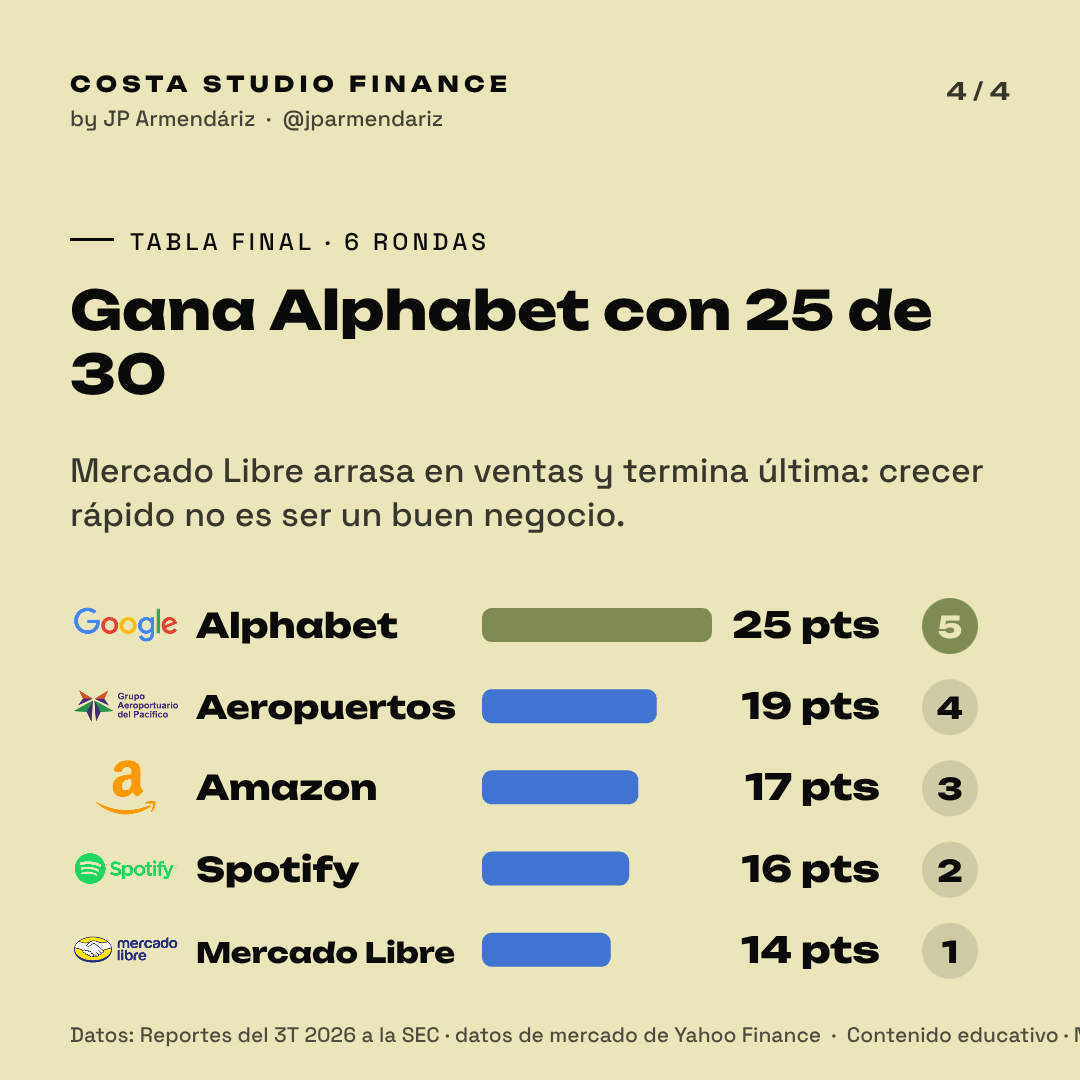 COSTA STUDIO FINANCE
by JP Armendáriz · @jparmendariz
4 / 4
TABLA FINAL · 6 RONDAS
Gana Alphabet con 25 de
30
Mercado Libre arrasa en ventas y termina última: crecer
rápido no es ser un buen negocio.
Google Alphabet 25 pts 5
Grupo
Aeroportuario
del Pacífico
Aeropuertos 19 pts 4
a Amazon 17 pts 3
Spotify Spotify 16 pts 2
mercado
libre
Mercado Libre 14 pts 1
Datos: Reportes del 3T 2026 a la SEC · datos de mercado de Yahoo Finance · Contenido educativo ·